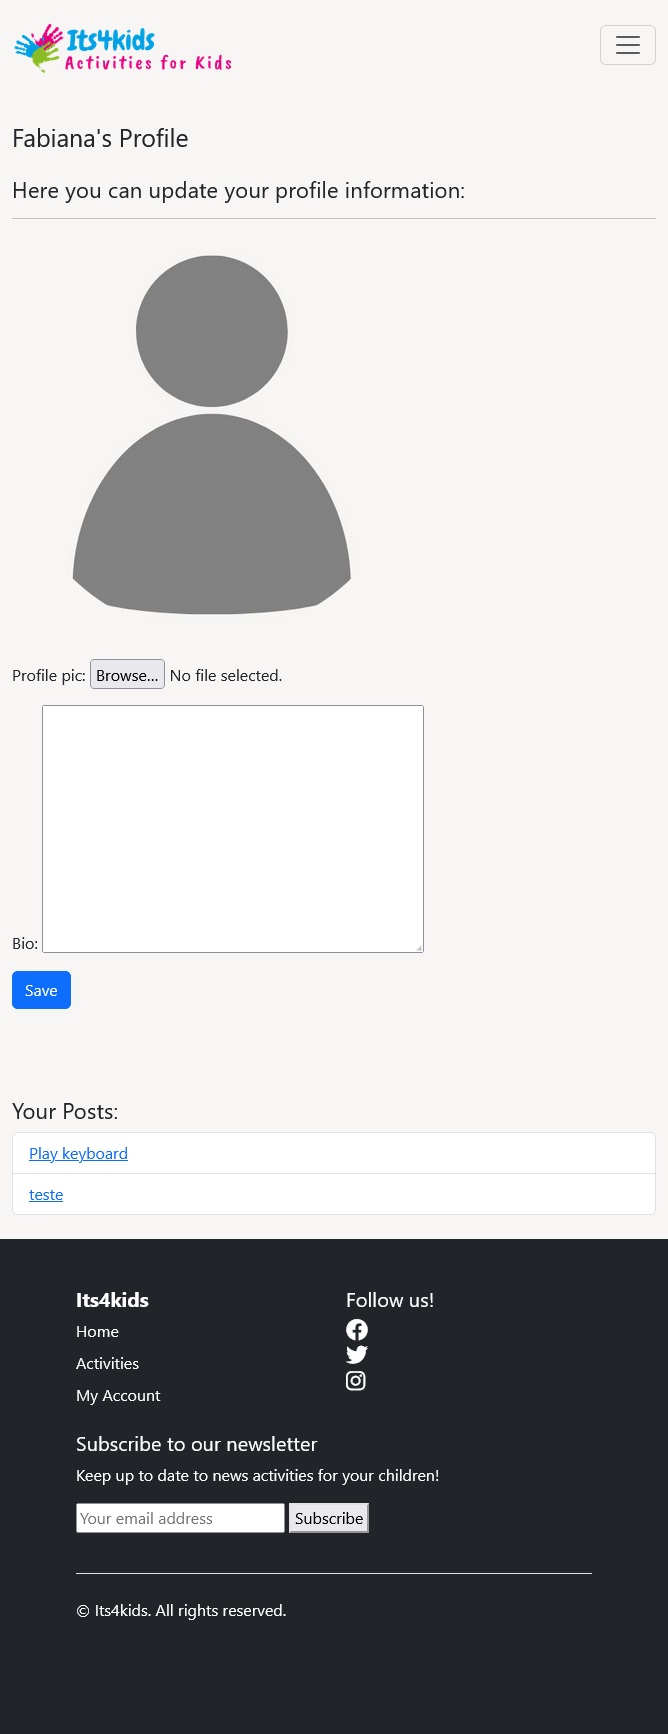 Its4kids
Activities for Kids
Fabiana's Profile
Here you can update your profile information:
Profile pic: Browse... No file selected.
Bio:
Save
Your Posts:
Play keyboard
teste
Its4kids
Home
Activities
My Account
Follow us!
Subscribe to our newsletter
Keep up to date to news activities for your children!
Your email address Subscribe
© Its4kids. All rights reserved.